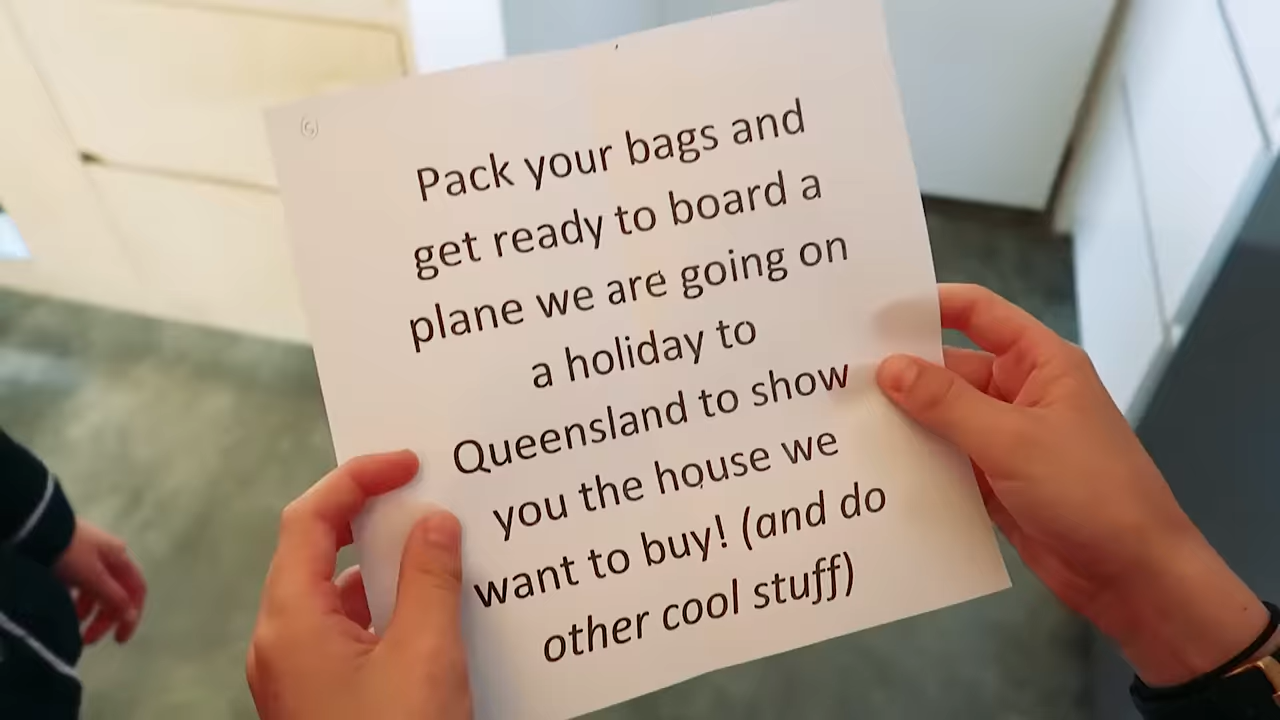 Pack your bags and
get ready to board a
plane we are going on
a holiday to
Queensland to show
you the house we
want to buy! (and do
other cool stuff)